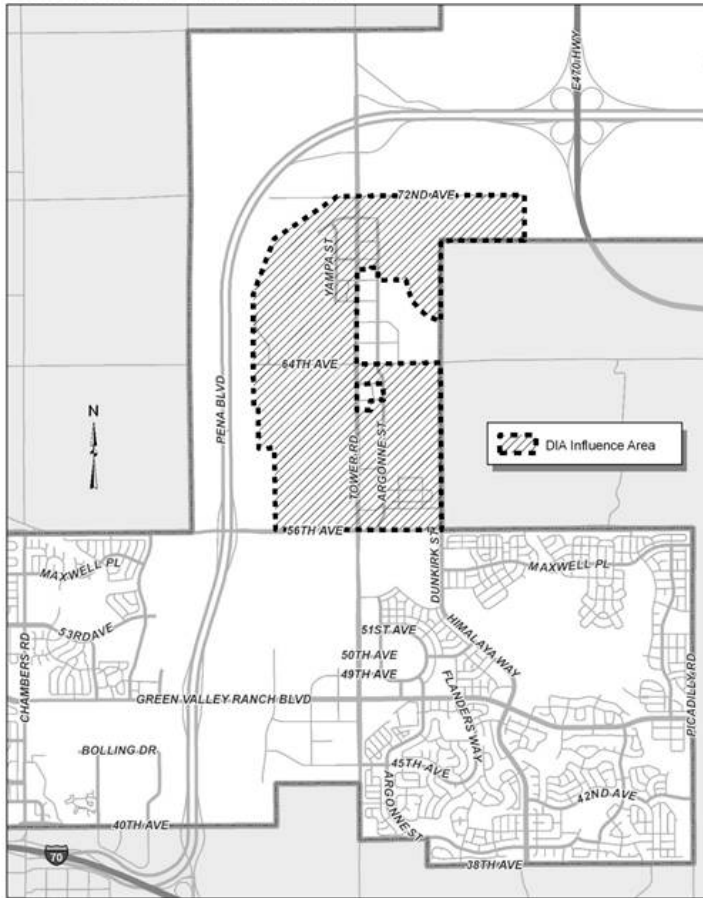 E470 HWY
72ND AVE
YAMPA ST
64TH AVE
PENA BLVD
N
TOWER RD
ARGONNE ST
DIA Influence Area
56TH AVE
DUNKIRK ST
MAXWELL PL
MAXWELL PL
53RD AVE
51ST AVE
HIMALAYA WAY
50TH AVE
49TH AVE
CHAMBERS RD
GREEN VALLEY RANCH BLVD
FLANDERS WAY
PICADILLY RD
BOLLING DR
45TH AVE
ARGONNE ST
42ND AVE
40TH AVE
70
38TH AVE